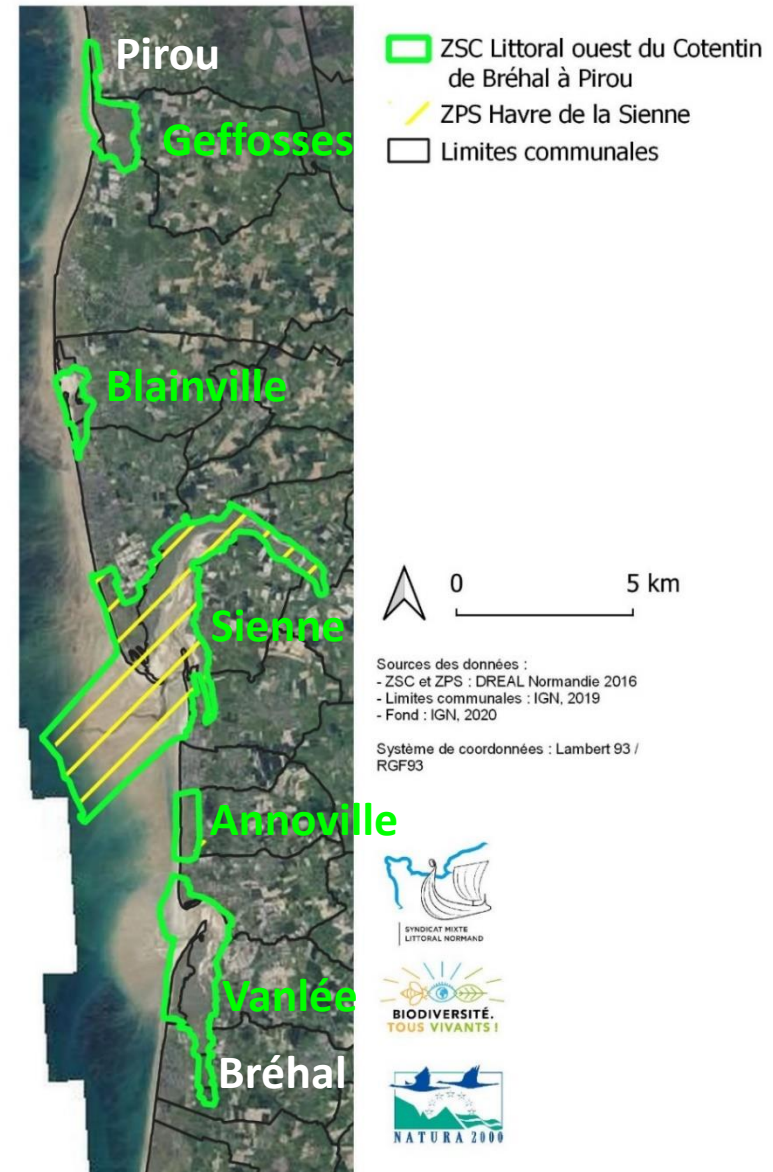 Pirou
Geffosses
Blainville
Sienne
Annoville
Vanlée
Bréhal
ZSC Littoral ouest du Cotentin
de Bréhal à Pirou
ZPS Havre de la Sienne
Limites communales
0 5 km
Sources des données :
- ZSC et ZPS : DREAL Normandie 2016
- Limites communales : IGN, 2019
- Fond : IGN, 2020
Système de coordonnées : Lambert 93 /
RGF93
SYNDICAT MIXTE
LITTORAL NORMAND
BIODIVERSITÉ.
TOUS VIVANTS !
NATURA 2000